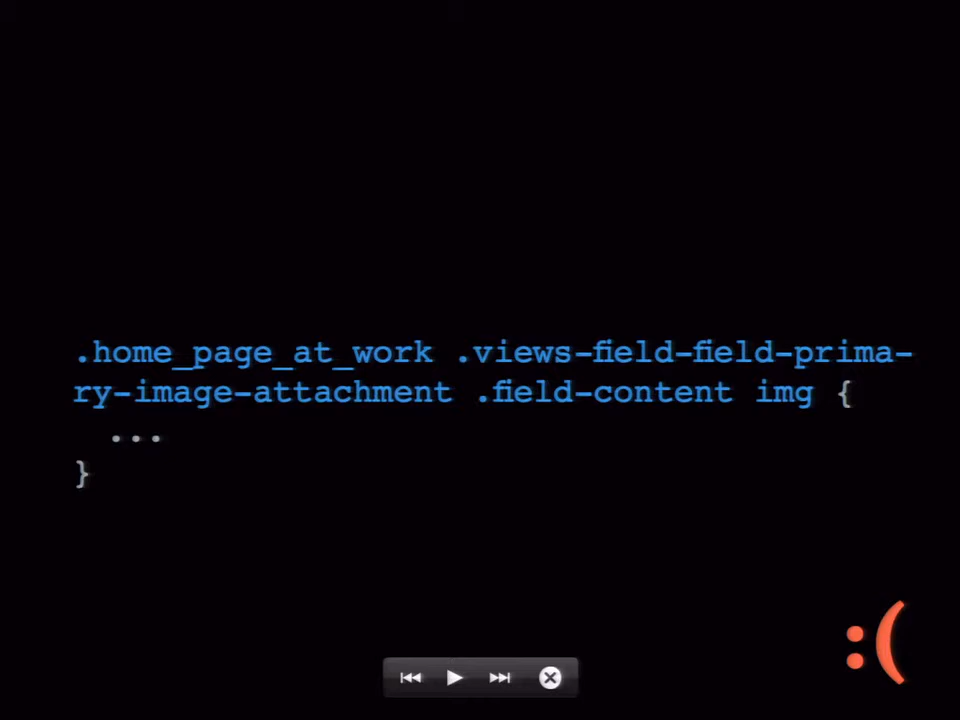 .home_page_at_work .views-field-field-prima-
ry-image-attachment .field-content img {
...
}
:(